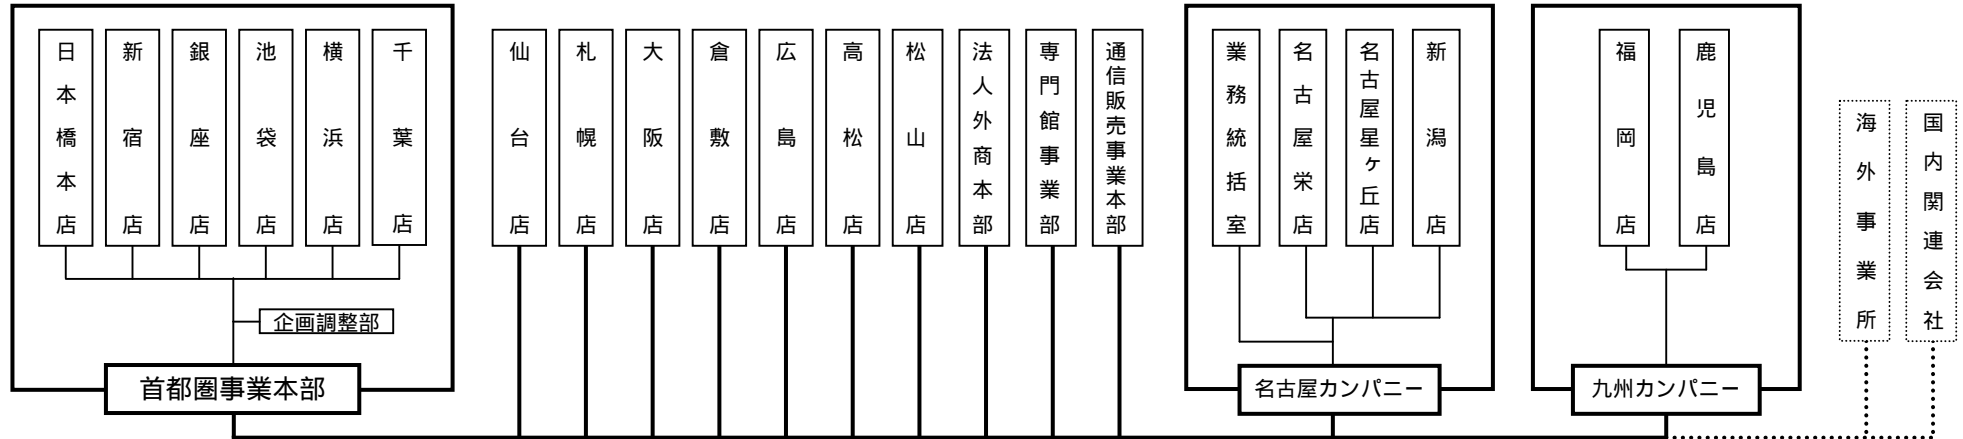 日本橋本店
新宿店
銀座店
池袋店
横浜店
千葉店
企画調整部
首都圏事業本部
仙台店
札幌店
大阪店
倉敷店
広島店
高松店
松山店
法人外商本部
専門館事業部
通信販売事業本部
業務統括室
名古屋栄店
名古屋星ヶ丘店
新潟店
名古屋カンパニー
福岡店
鹿児島店
九州カンパニー
海外事業所
国内関連会社